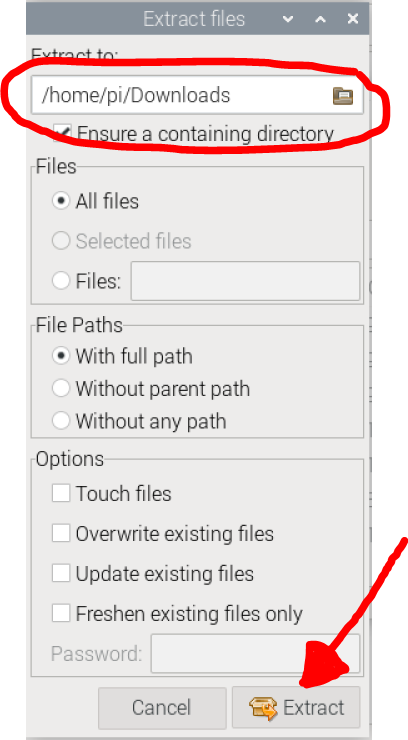 Extract files
Extract to:
/home/pi/Downloads
Ensure a containing directory
Files
All files
Selected files
Files:
File Paths
With full path
Without parent path
Without any path
Options
Touch files
Overwrite existing files
Update existing files
Freshen existing files only
Password:
Cancel
Extract